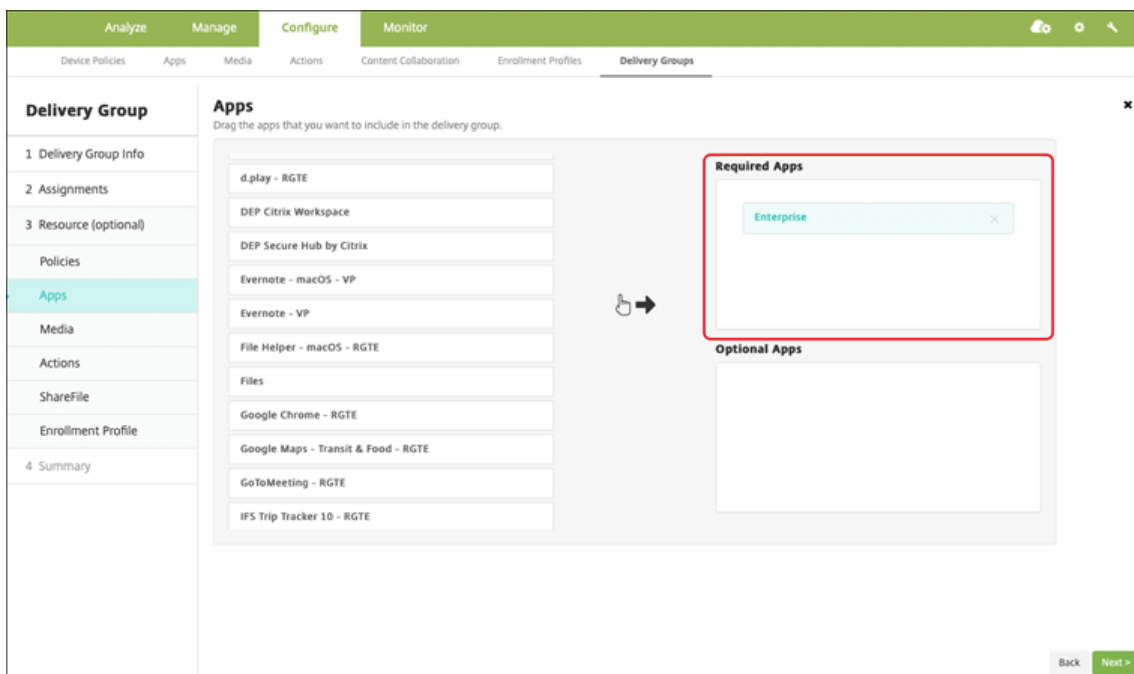 Analyze Manage Configure Monitor
Device Policies Apps Media Actions Content Collaboration Enrollment Profiles Delivery Groups
Delivery Group
1 Delivery Group Info
2 Assignments
3 Resource (optional)
Policies
Apps
Media
Actions
ShareFile
Enrollment Profile
4 Summary
Apps
Drag the apps that you want to include in the delivery group.
d.play - RGTE
DEP Citrix Workspace
DEP Secure Hub by Citrix
Evernote - macOS - VP
Evernote - VP
File Helper - macOS - RGTE
Files
Google Chrome - RGTE
Google Maps - Transit & Food - RGTE
GoToMeeting - RGTE
IFS Trip Tracker 10 - RGTE
Required Apps
Enterprise
Optional Apps
Back Next >